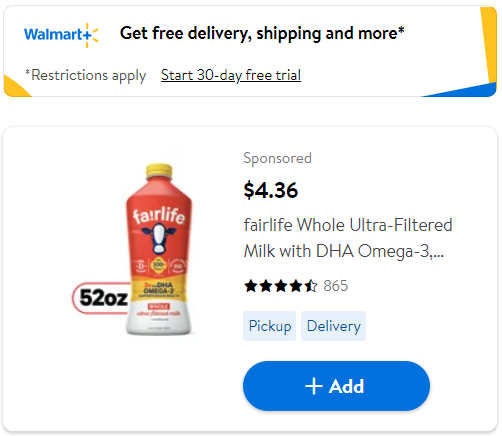 Walmart+
Get free delivery, shipping and more*
*Restrictions apply Start 30-day free trial
Sponsored
$4.36
fairlife Whole Ultra-Filtered
Milk with DHA Omega-3,...
865
Pickup Delivery
+ Add
fa!rlife
DHA
OMEGA-3
52oz
WHOLE
ultra-filtered milk